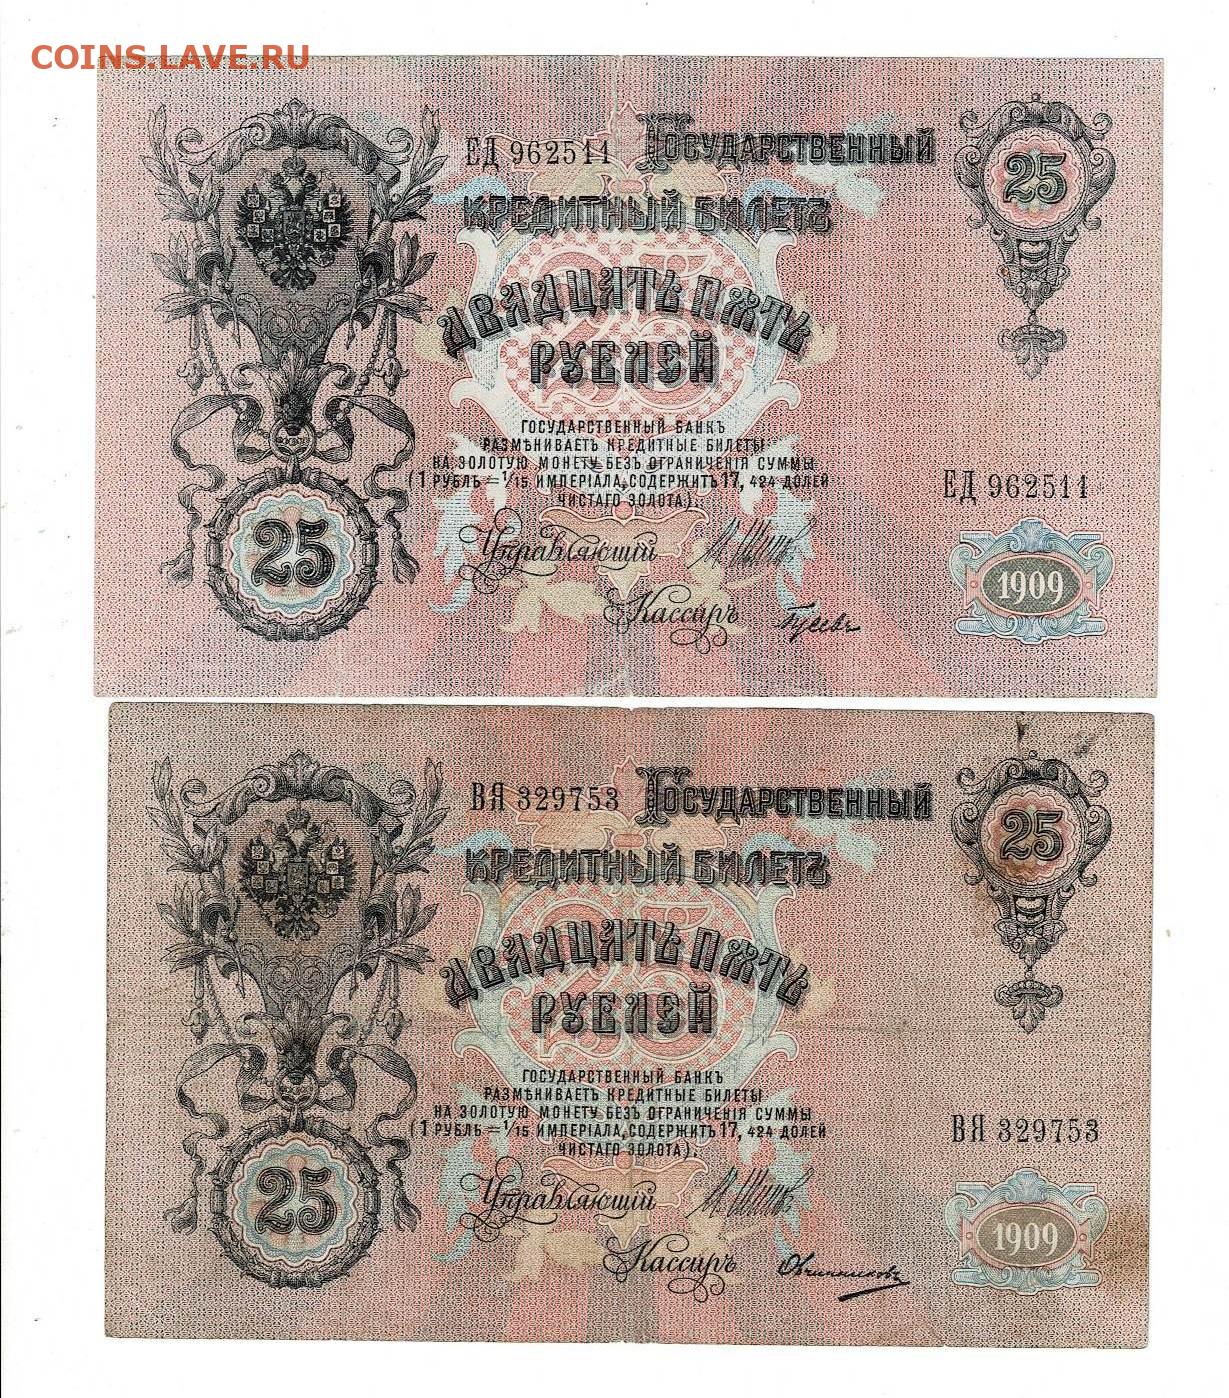 COINS.LAVE.RU
ЕД 962511 Государственный
25
кредитный билетъ
двадцать пять
рублей
государственный банкъ
размѣниваетъ кредитные билеты
на золотую монету безъ ограниченія суммы
(1 рубль = 1/15 имперіала, содержитъ 17,424 долей
чистаго золота).
ЕД 962511
25
Управляющій И. Шипов
1909
Кассиръ Гусевъ
ВЯ 329753 Государственный
25
кредитный билетъ
двадцать пять
рублей
государственный банкъ
размѣниваетъ кредитные билеты
на золотую монету безъ ограниченія суммы
(1 рубль = 1/15 имперіала, содержитъ 17,424 долей
чистаго золота).
ВЯ 329753
25
Управляющій И. Шипов
1909
Кассиръ Овчинниковъ